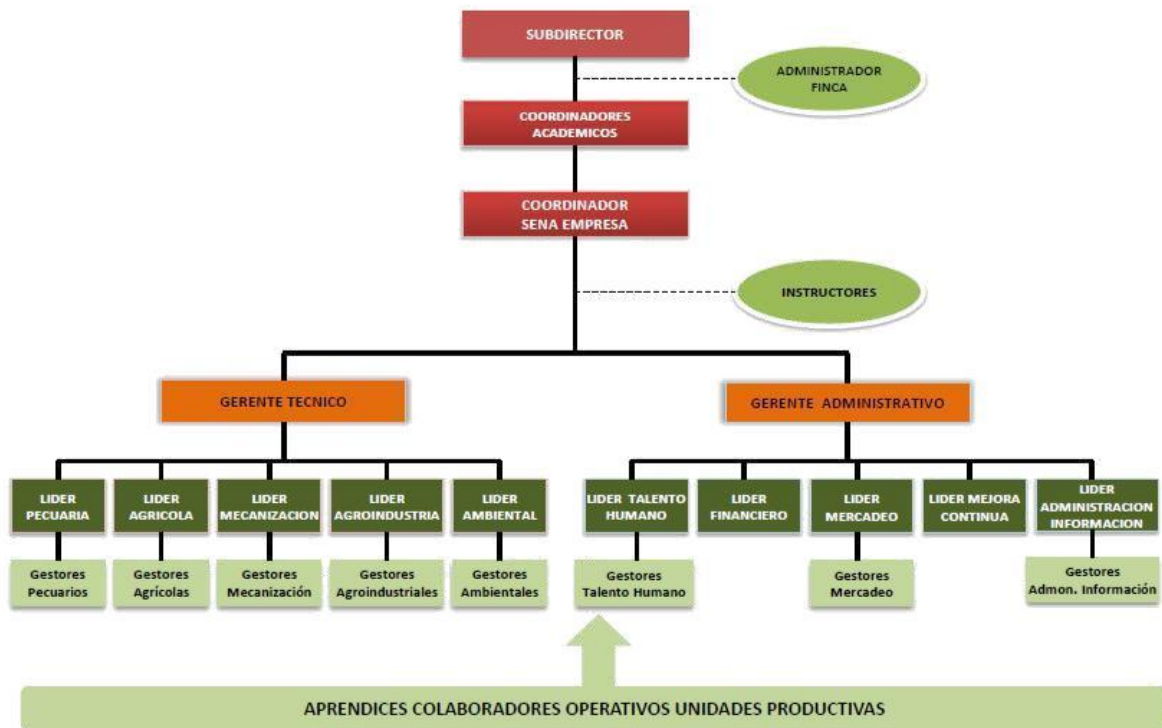 SUBDIRECTOR
ADMINISTRADOR
FINCA
COORDINADORES
ACADEMICOS
COORDINADOR
SENA EMPRESA
INSTRUCTORES
GERENTE TECNICO
GERENTE ADMINISTRATIVO
LIDER
PECUARIA
LIDER
AGRICOLA
LIDER
MECANIZACION
LIDER
AGROINDUSTRIA
LIDER
AMBIENTAL
LIDER TALENTO
HUMANO
LIDER
FINANCIERO
LIDER
MERCADEO
LIDER MEJORA
CONTINUA
LIDER
ADMINISTRACION
INFORMACION
Gestores
Pecuarios
Gestores
Agrícolas
Gestores
Mecanización
Gestores
Agroindustriales
Gestores
Ambientales
Gestores
Talento Humano
Gestores
Mercadeo
Gestores
Admon. Información
APRENDICES COLABORADORES OPERATIVOS UNIDADES PRODUCTIVAS